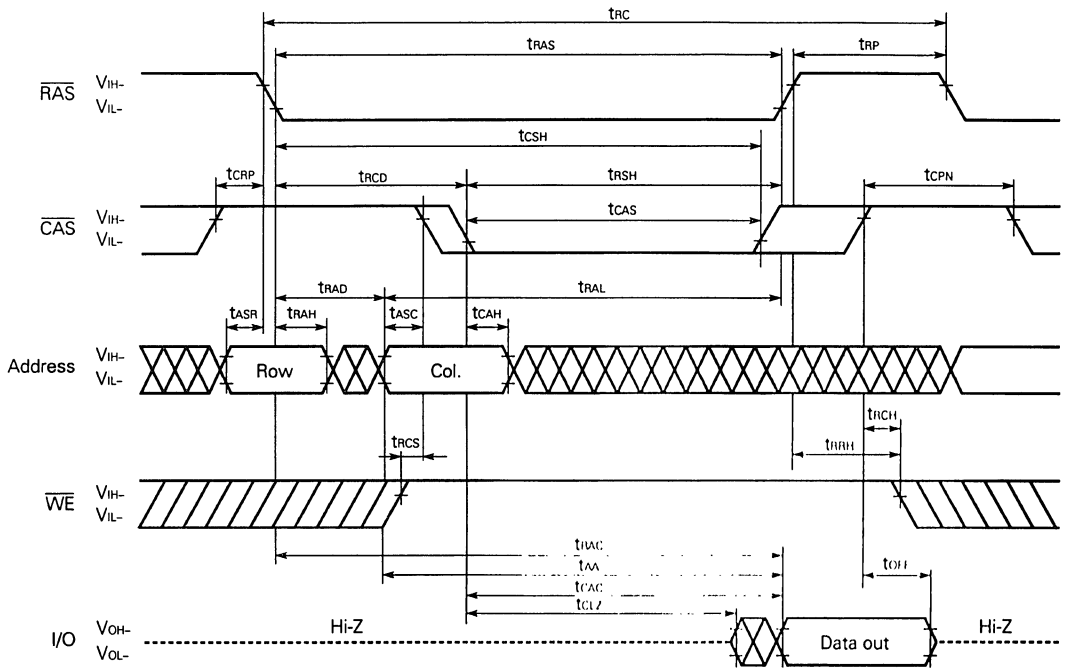 tRC
tRAS
tRP
RAS
VIH–
VIL–
tCSH
tCRP
tRCD
tRSH
tCPN
tCAS
CAS
VIH–
VIL–
tRAD
tRAL
tASR
tRAH
tASC
tCAH
Address
VIH–
VIL–
Row
Col.
tRCH
tRCS
tRRH
WE
VIH–
VIL–
tRAC
tAA
tOFF
tCAC
tCLZ
I/O
VOH–
VOL–
Hi-Z
Data out
Hi-Z